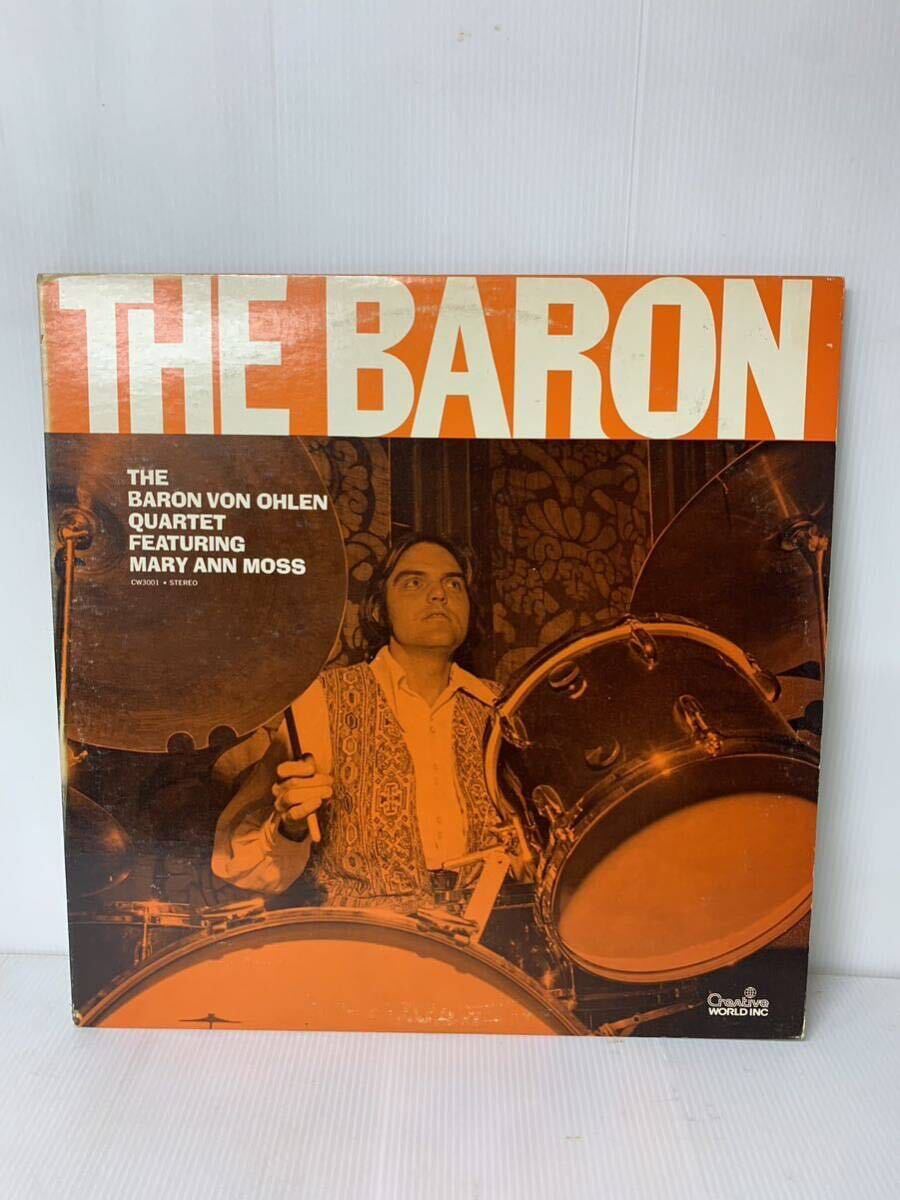 THE BARON
THE
BARON VON OHLEN
QUARTET
FEATURING
MARY ANN MOSS
CW3001 • STEREO
Creative
WORLD INC